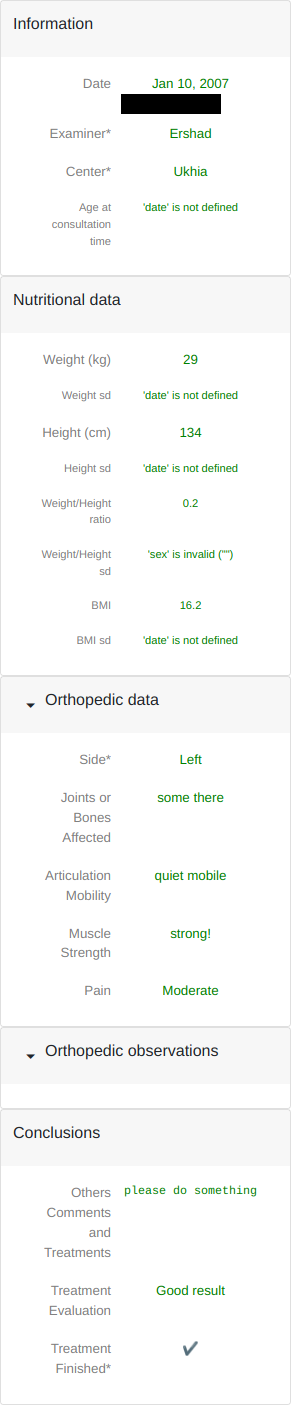 Information
Date Jan 10, 2007
Examiner* Ershad
Center* Ukhia
Age at 'date' is not defined
consultation
time
Nutritional data
Weight (kg) 29
Weight sd 'date' is not defined
Height (cm) 134
Height sd 'date' is not defined
Weight/Height 0.2
ratio
Weight/Height 'sex' is invalid ("")
sd
BMI 16.2
BMI sd 'date' is not defined
Orthopedic data
Side* Left
Joints or some there
Bones
Affected
Articulation quiet mobile
Mobility
Muscle strong!
Strength
Pain Moderate
Orthopedic observations
Conclusions
Others please do something
Comments
and
Treatments
Treatment Good result
Evaluation
Treatment ✔
Finished*